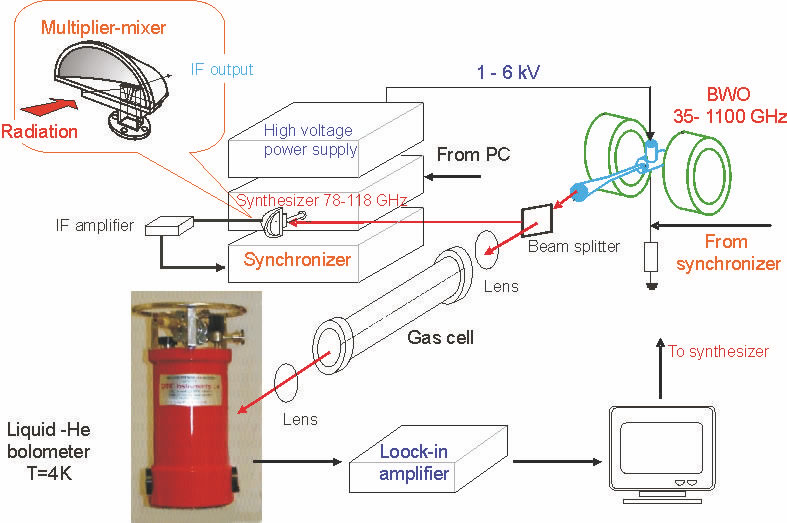 Multiplier-mixer
IF output
Radiation
1 - 6 kV
BWO
35- 1100 GHz
High voltage
power supply
From PC
Synthesizer 78-118 GHz
IF amplifier
Synchronizer
Beam splitter
From
synchronizer
Lens
Gas cell
To synthesizer
Lens
Liquid -He
bolometer
T=4K
Loock-in
amplifier